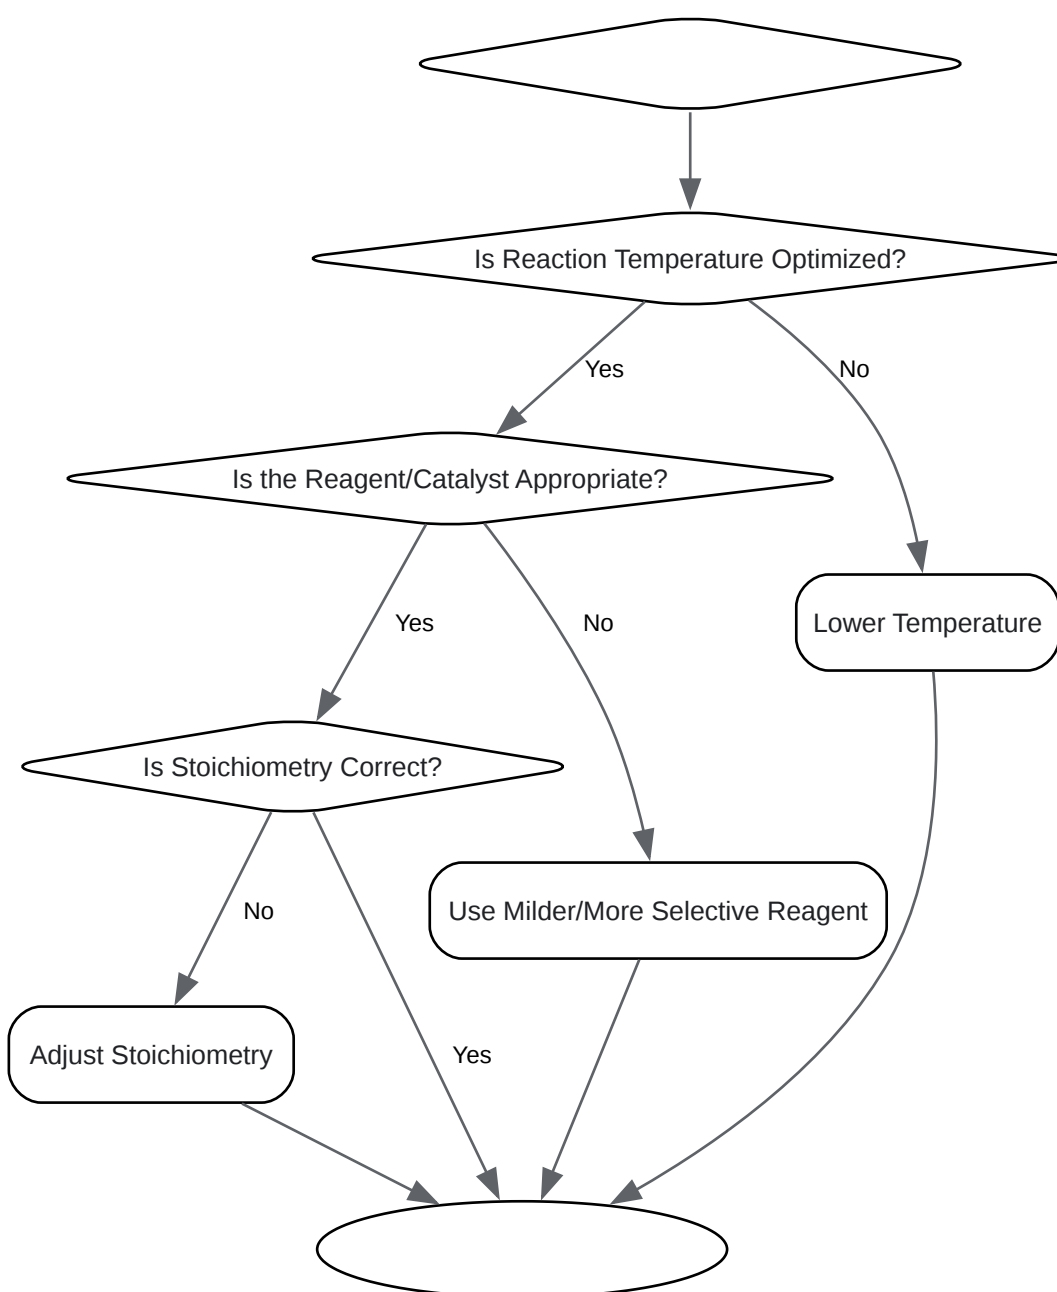 Is Reaction Temperature Optimized?
Yes
No
Is the Reagent/Catalyst Appropriate?
Yes
No
Lower Temperature
Is Stoichiometry Correct?
No
Use Milder/More Selective Reagent
Adjust Stoichiometry
Yes